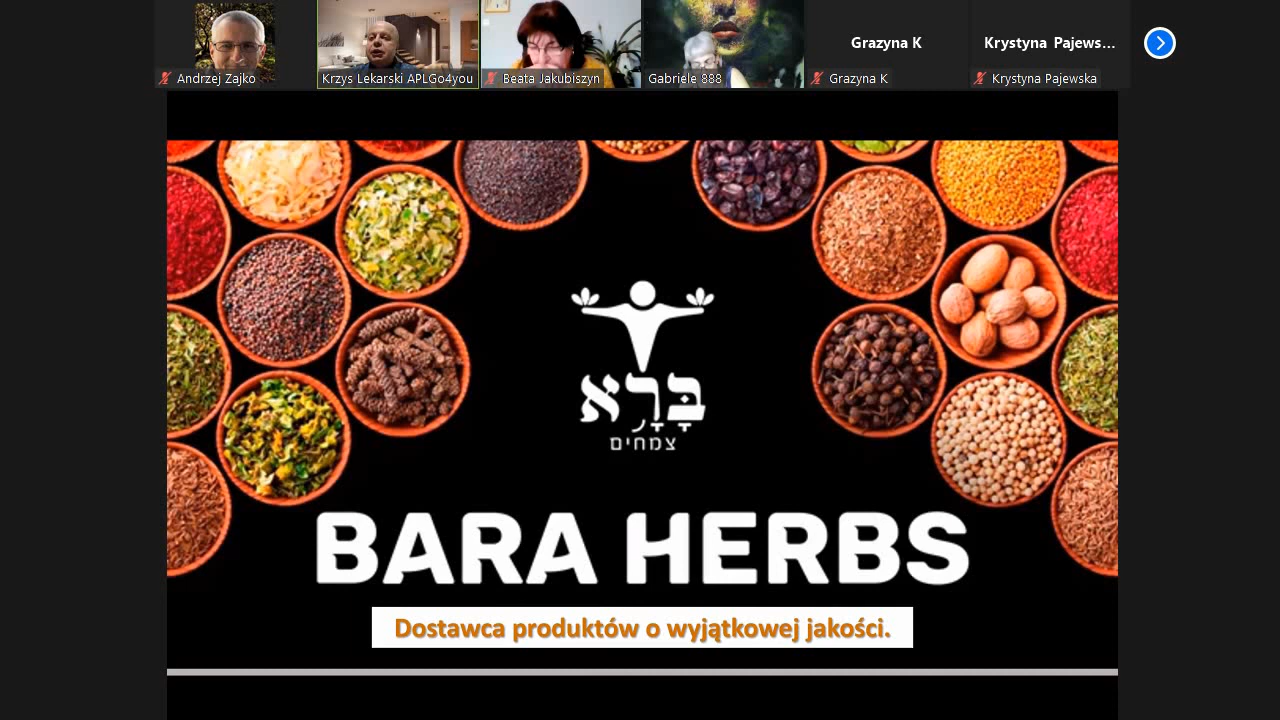 Grazyna K
Krystyna Pajews...
Andrzej Zajko
Krzys Lekarski APLGo4you
Beata Jakubiszyn
Gabriele 888
Grazyna K
Krystyna Pajewska
בָּרָא
צמחים
BARA HERBS
Dostawca produktów o wyjątkowej jakości.